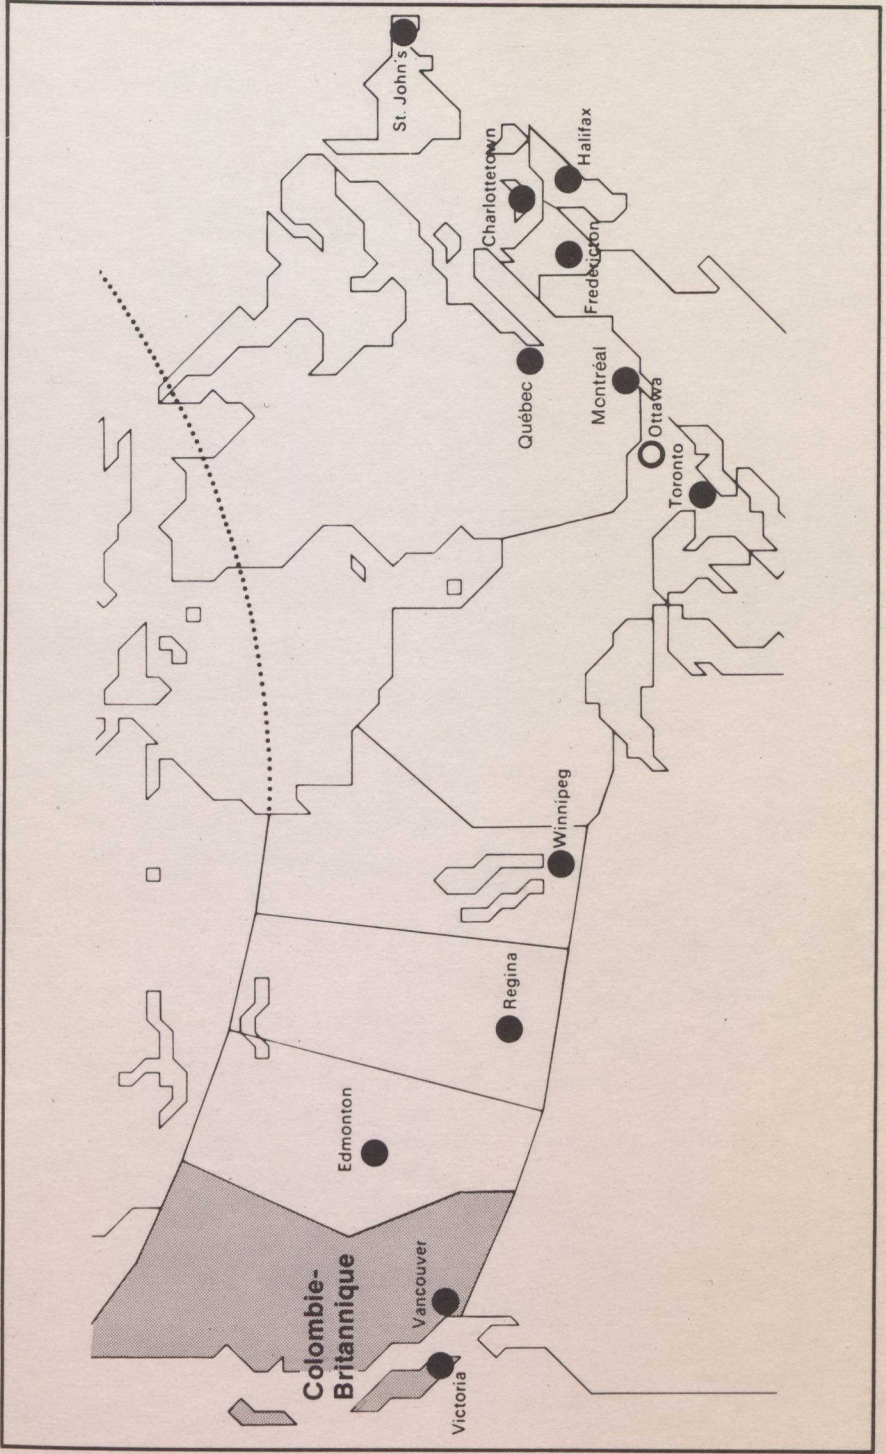 Colombie-
Britannique
Victoria
Vancouver
Edmonton
Regina
Winnipeg
Toronto
Ottawa
Montréal
Québec
Fredericton
Charlottetown
Halifax
St. John's